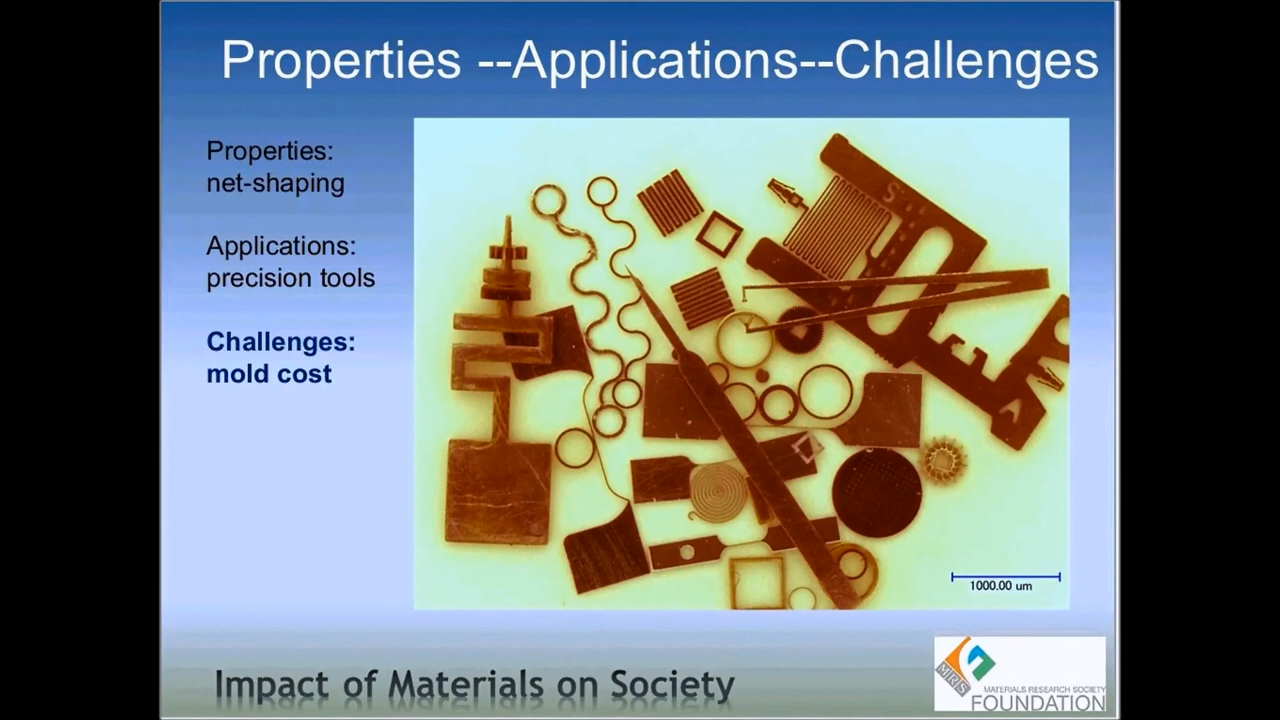 Properties --Applications--Challenges
Properties:
net-shaping
Applications:
precision tools
Challenges:
mold cost
1000.00 um
Impact of Materials on Society
MRS
MATERIALS RESEARCH SOCIETY
FOUNDATION